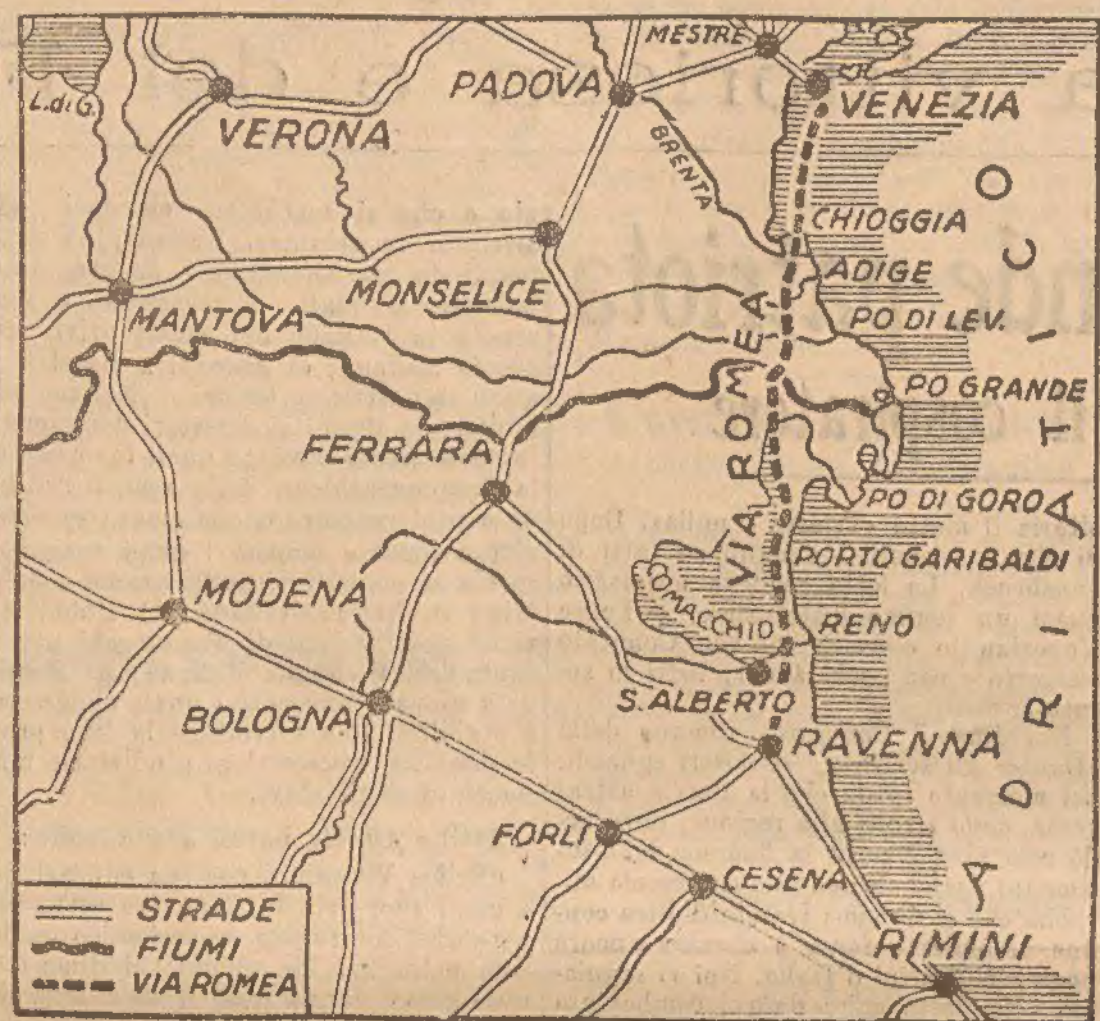 MESTRE
L. di G.
PADOVA
VENEZIA
VERONA
BRENTA
CHIOGGIA
ADIGE
MONSELICE
MANTOVA
PO DI LEV.
PO GRANDE
FERRARA
VIA ROMEA
PO DI GORO
ADRIATICO
PORTO GARIBALDI
MODENA
COMACCHIO
RENO
S. ALBERTO
BOLOGNA
RAVENNA
FORLI
CESENA
RIMINI
STRADE
FIUMI
VIA ROMEA